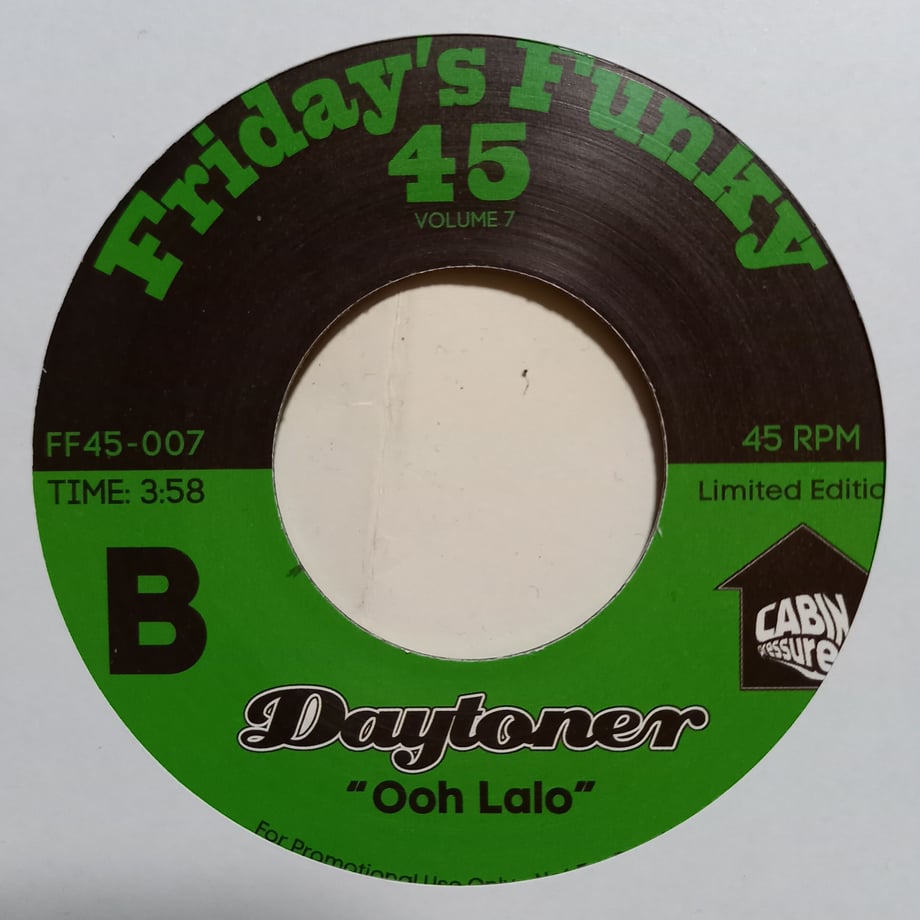 Friday's Funky
45
VOLUME 7
FF45-007
45 RPM
TIME: 3:58
Limited Editio
B
CABIN
ressure
Daytoner
"Ooh Lalo"
For Promotional Use Only